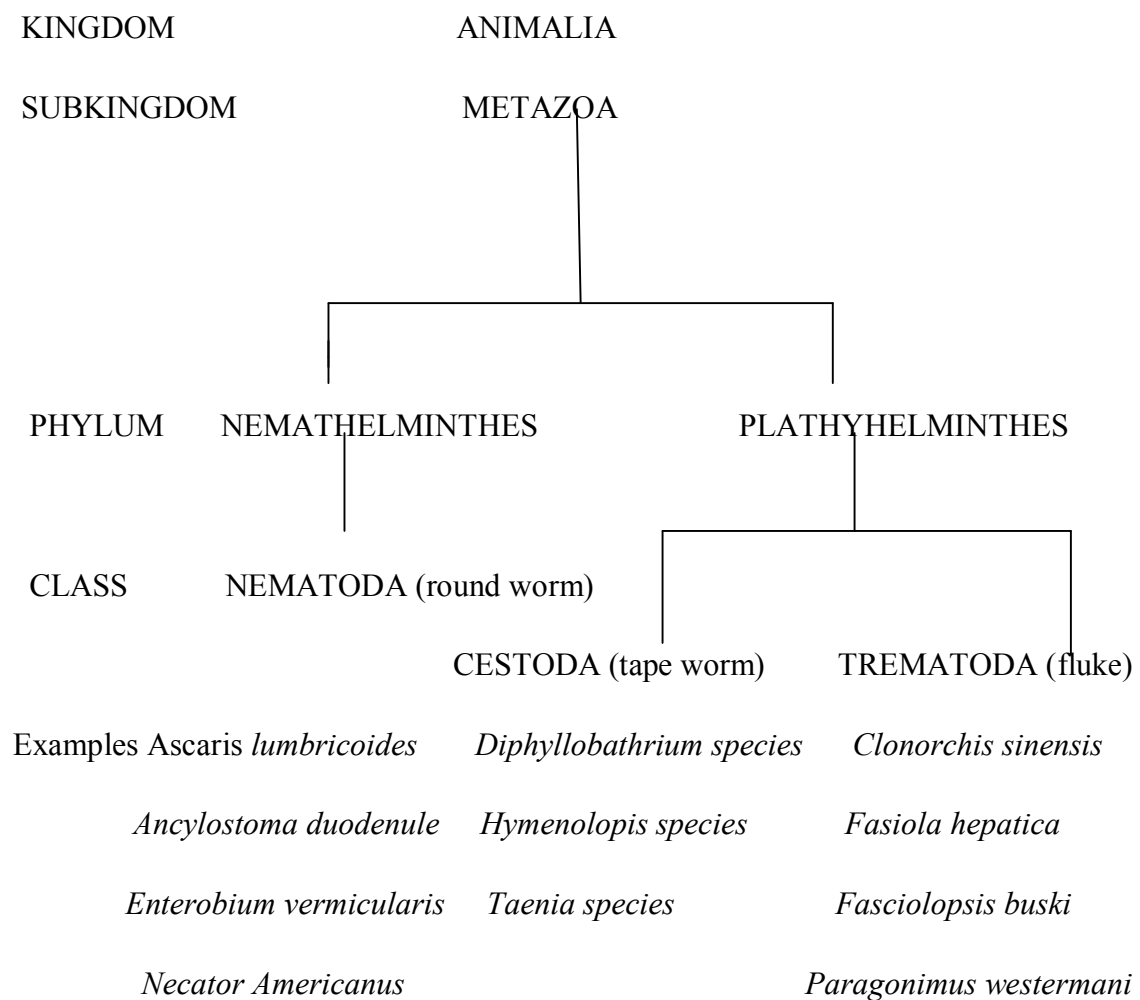 KINGDOM ANIMALIA
SUBKINGDOM METAZOA
PHYLUM NEMATHELMINTHES PLATHYHELMINTHES
CLASS NEMATODA (round worm)
CESTODA (tape worm) TREMATODA (fluke)
Examples Ascaris lumbricoides Diphyllobathrium species Clonorchis sinensis
Ancylostoma duodenule Hymenolopis species Fasiola hepatica
Enterobium vermicularis Taenia species Fasciolopsis buski
Necator Americanus Paragonimus westermani